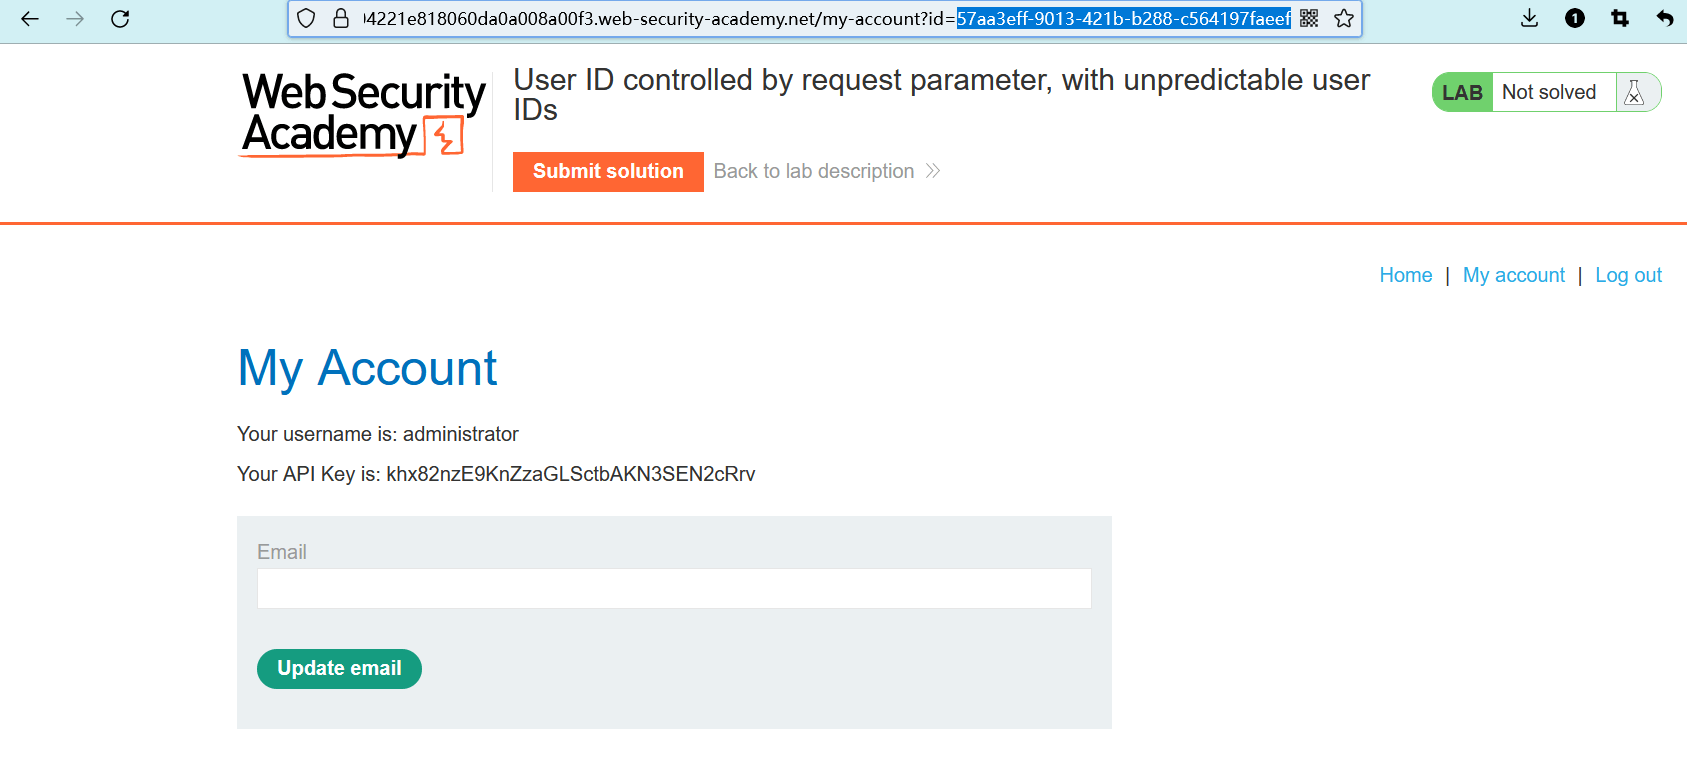 04221e818060da0a008a00f3.web-security-academy.net/my-account?id=57aa3eff-9013-421b-b288-c564197faeef
1
Web Security
Academy
User ID controlled by request parameter, with unpredictable user
IDs
LAB Not solved
Submit solution Back to lab description
Home | My account | Log out
My Account
Your username is: administrator
Your API Key is: khx82nzE9KnZzaGLSctbAKN3SEN2cRrv
Email
Update email